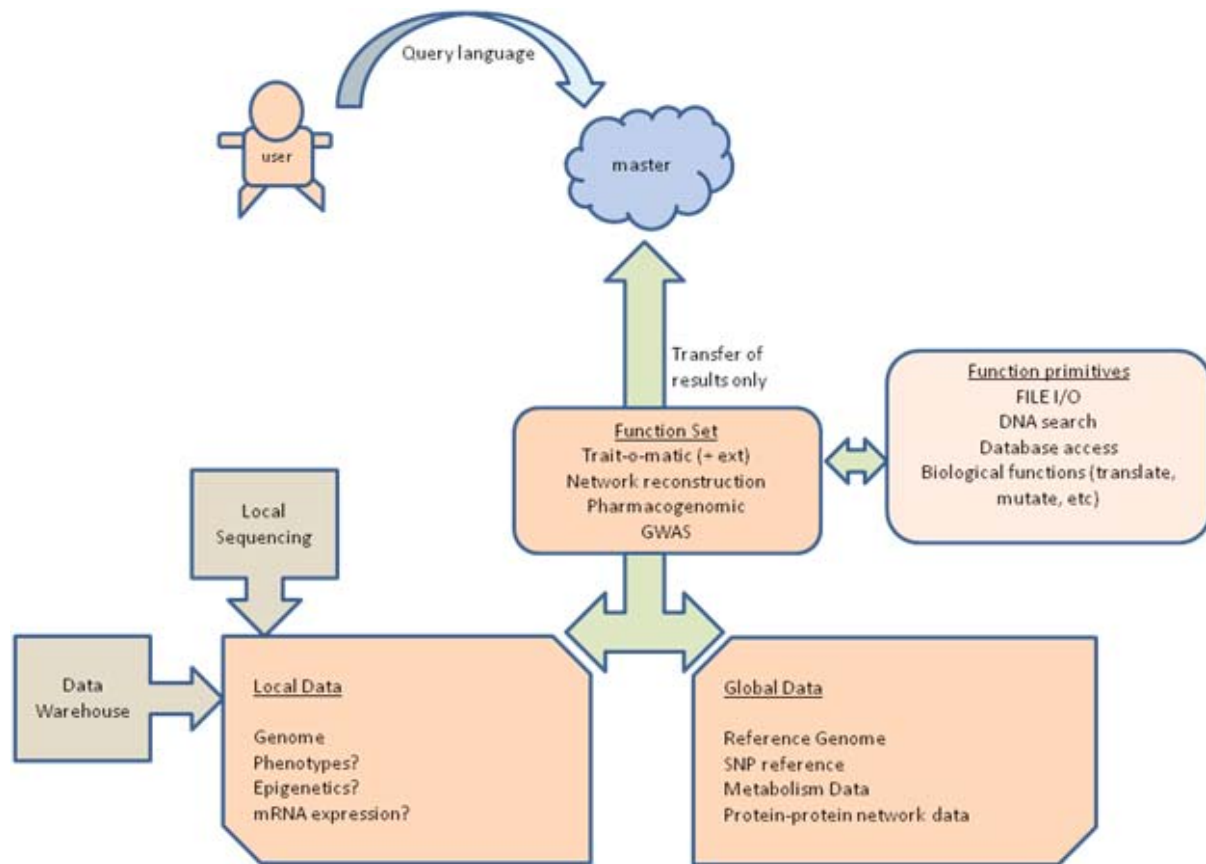 Query language
user
master
Transfer of
results only
Function primitives
FILE I/O
DNA search
Database access
Biological functions (translate,
mutate, etc)
Function Set
Trait-o-matic (+ ext)
Network reconstruction
Pharmacogenomic
GWAS
Local
Sequencing
Data
Warehouse
Local Data
Genome
Phenotypes?
Epigenetics?
mRNA expression?
Global Data
Reference Genome
SNP reference
Metabolism Data
Protein-protein network data